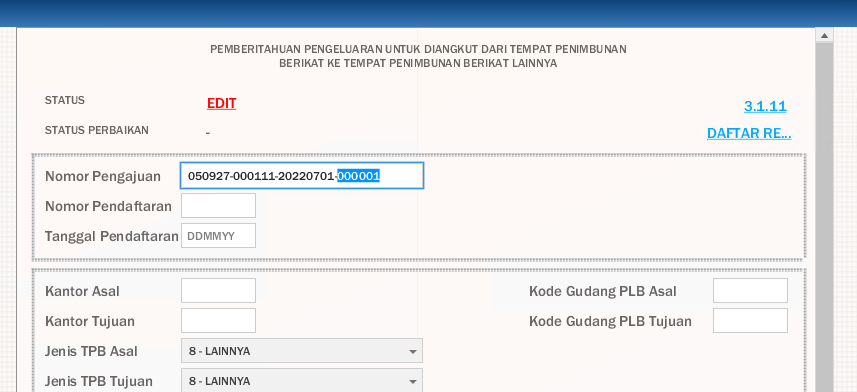 PEMBERITAHUAN PENGELUARAN UNTUK DIANGKUT DARI TEMPAT PENIMBUNAN
BERIKAT KE TEMPAT PENIMBUNAN BERIKAT LAINNYA
STATUS EDIT 3.1.11
STATUS PERBAIKAN - DAFTAR RE...
Nomor Pengajuan 050927-000111-20220701-000001
Nomor Pendaftaran
Tanggal Pendaftaran DDMMYY
Kantor Asal Kode Gudang PLB Asal
Kantor Tujuan Kode Gudang PLB Tujuan
Jenis TPB Asal 8 - LAINNYA
Jenis TPB Tujuan 8 - LAINNYA